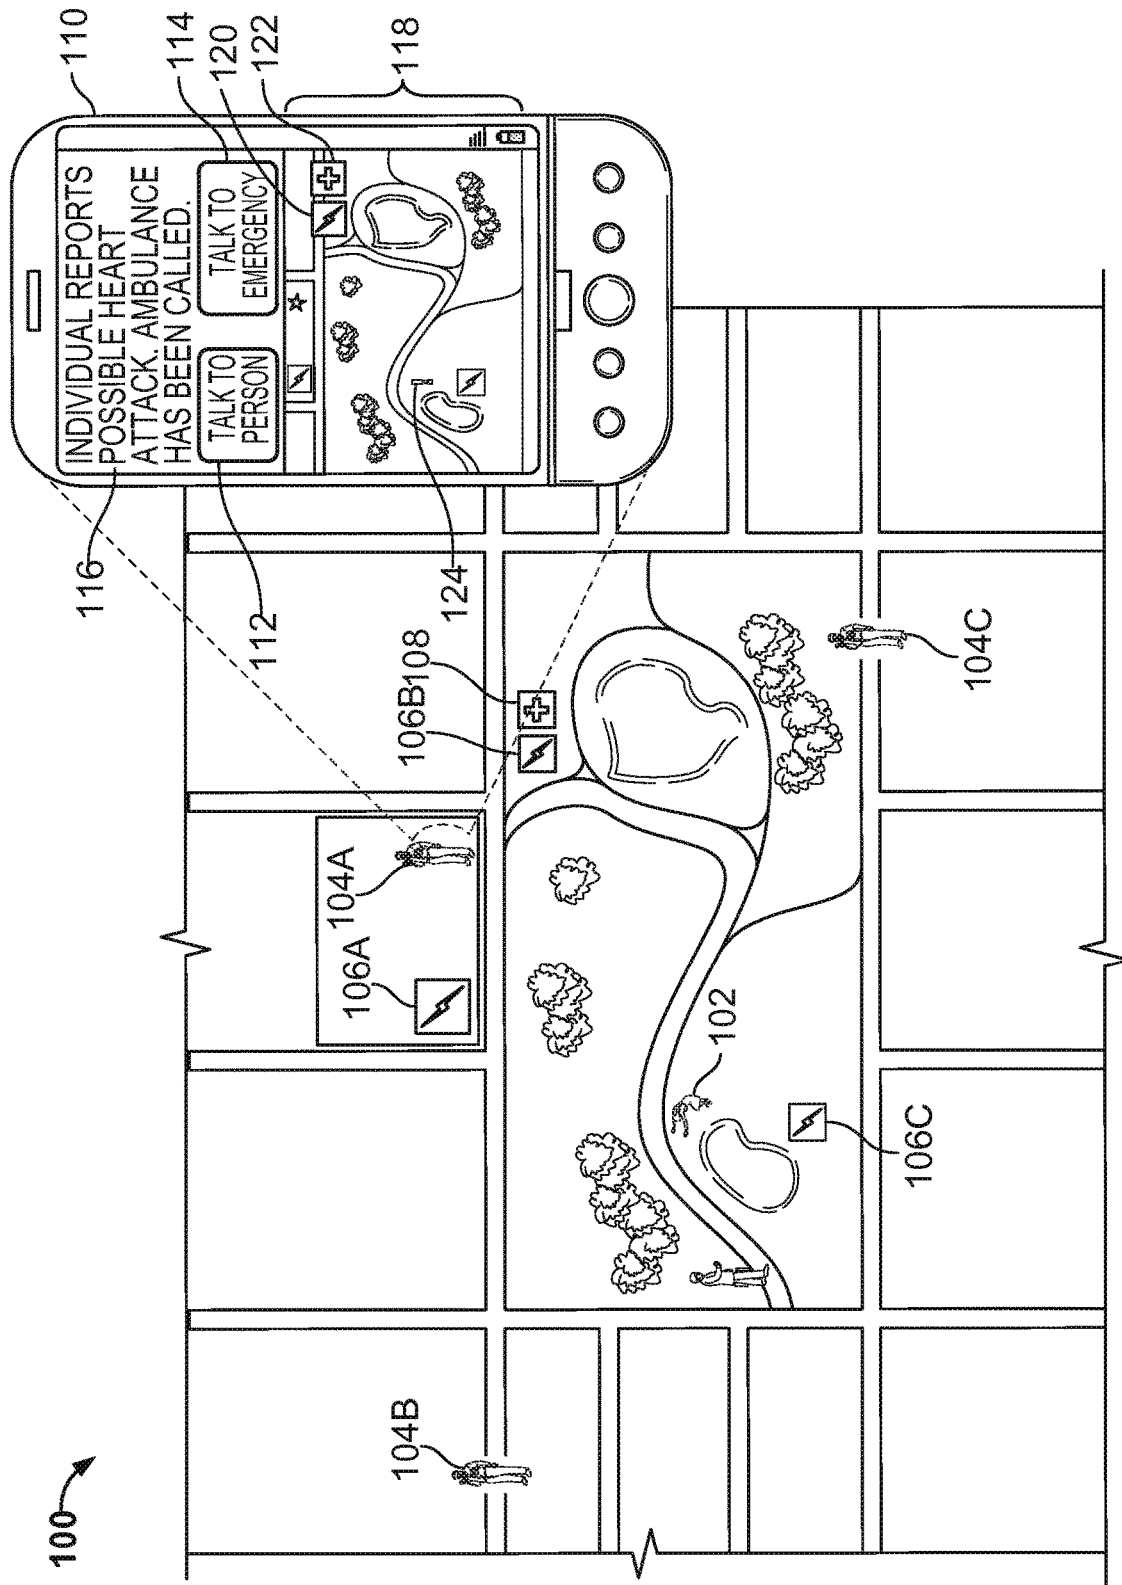 100
110
INDIVIDUAL REPORTS
POSSIBLE HEART
ATTACK. AMBULANCE
HAS BEEN CALLED.
TALK TO
PERSON
TALK TO
EMERGENCY
114
120
122
118
116
112
124
104A
106A
106B
108
104B
102
106C
104C